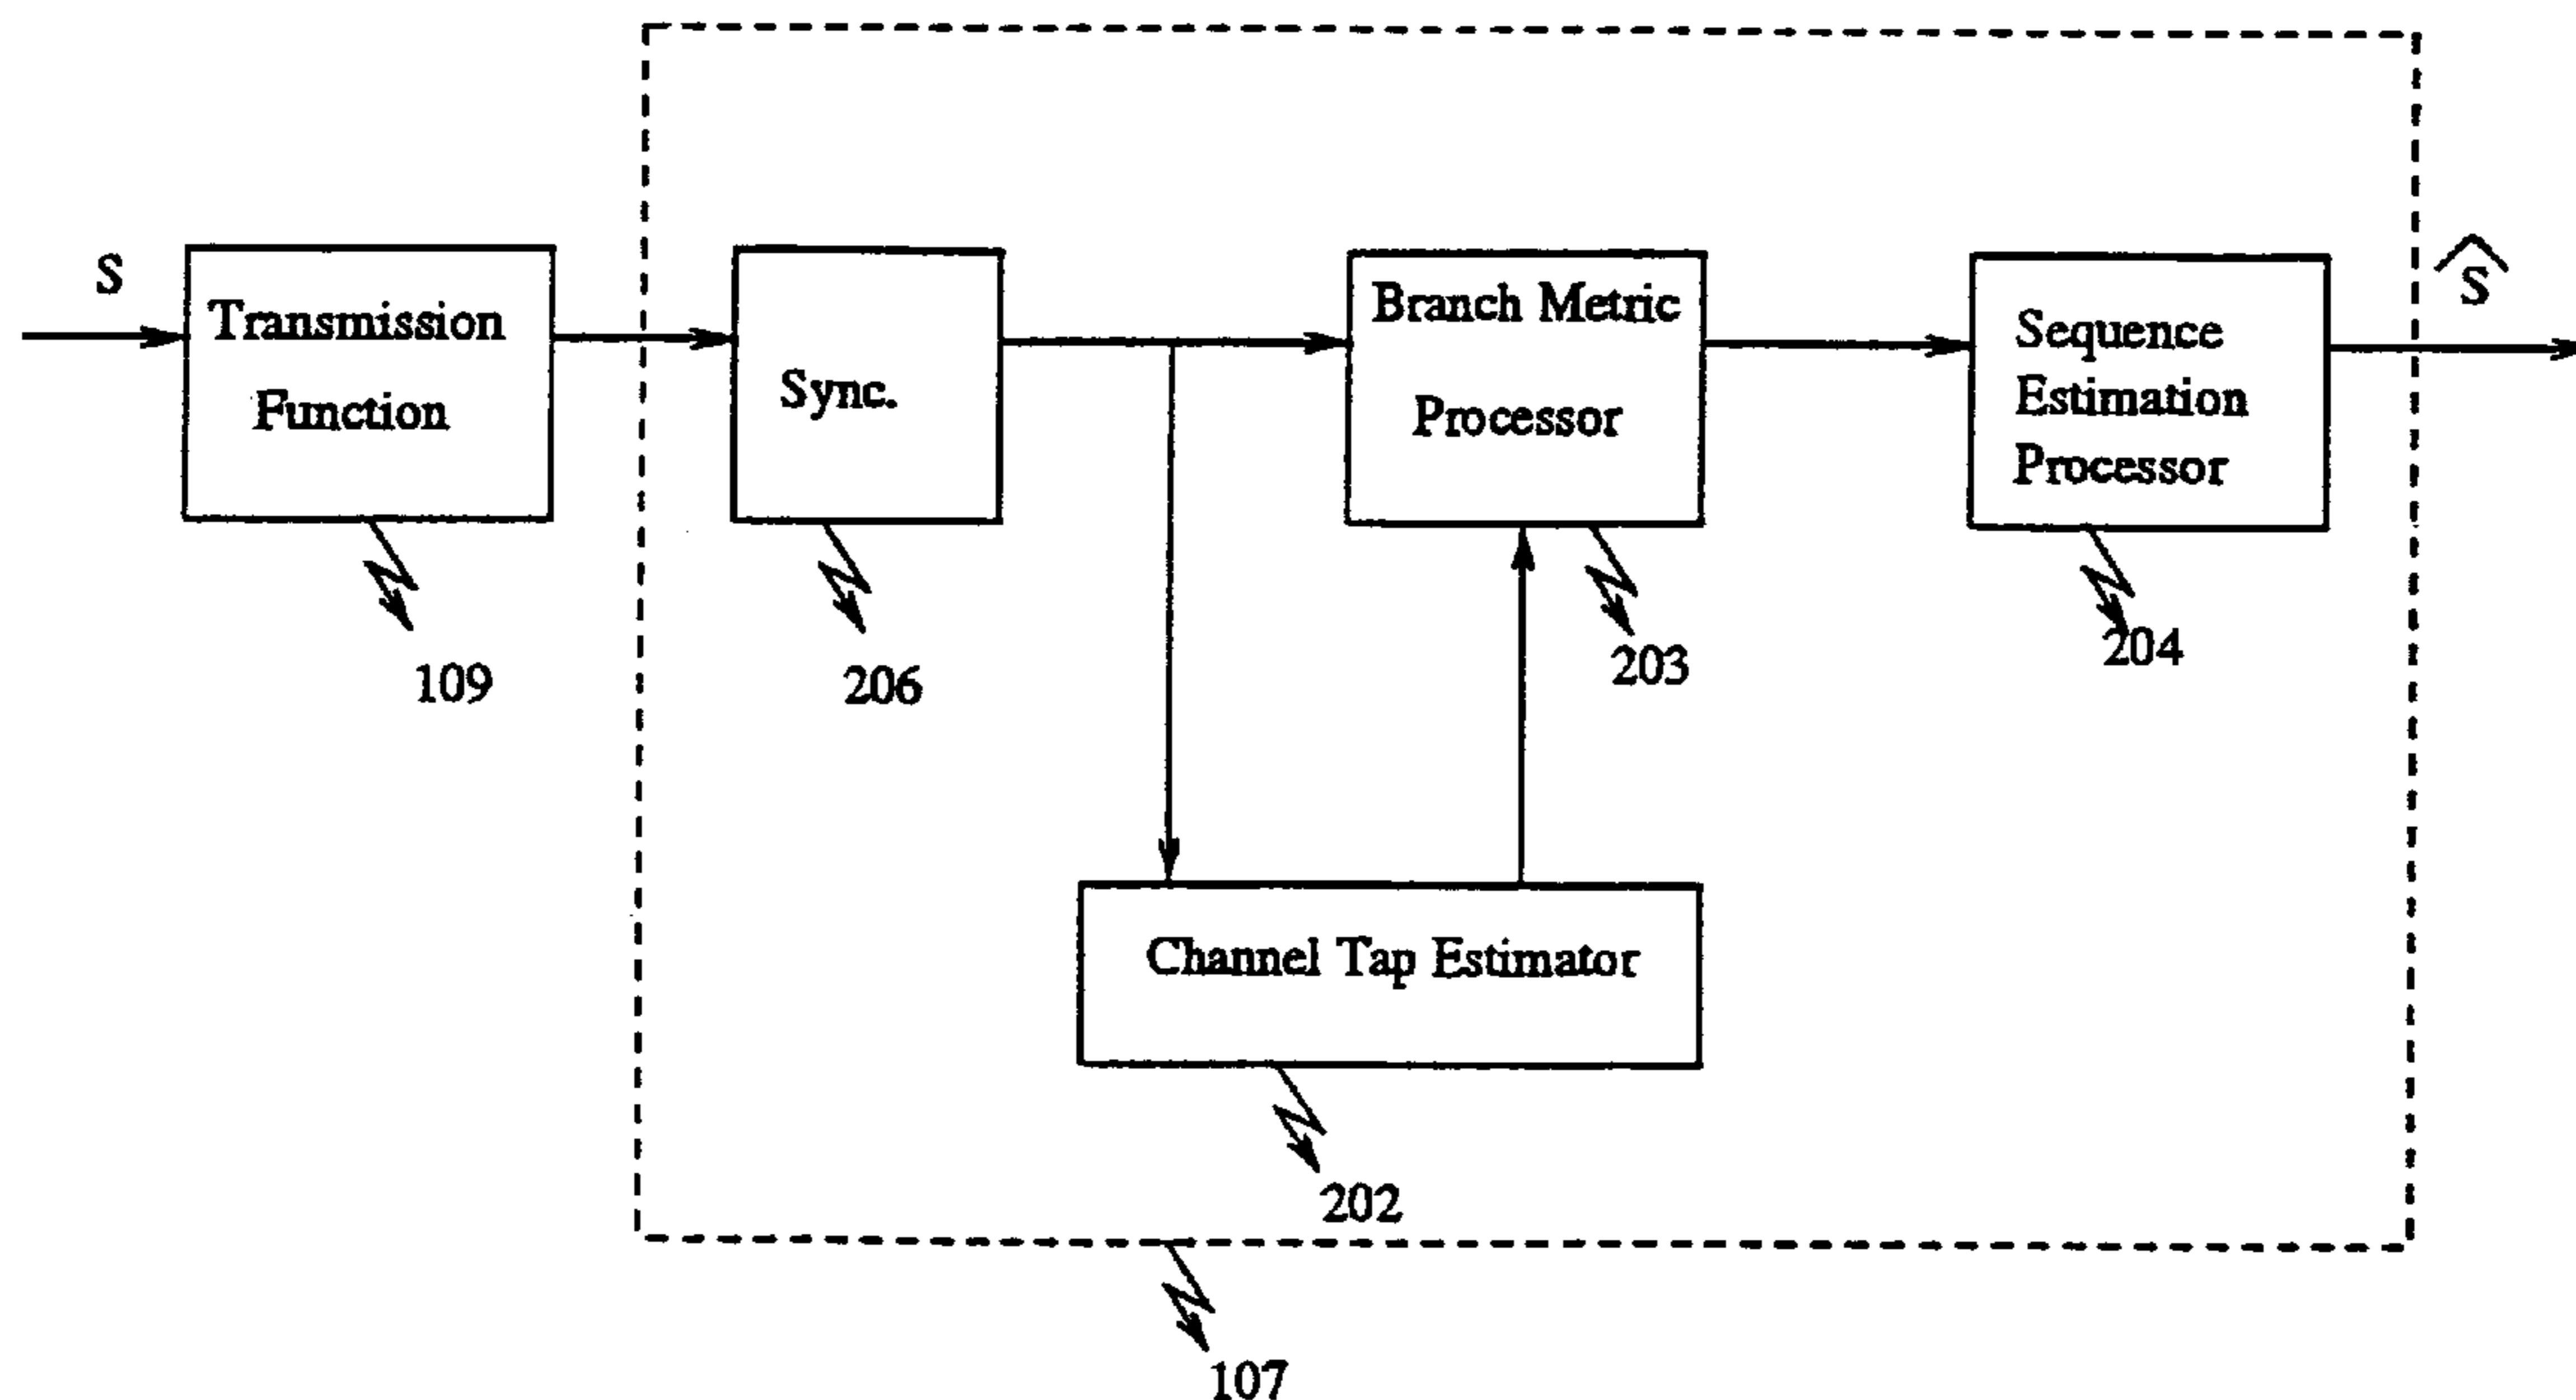 S
Transmission
Function
109
Sync.
206
Branch Metric
Processor
203
Sequence
Estimation
Processor
204
Ŝ
Channel Tap Estimator
202
107